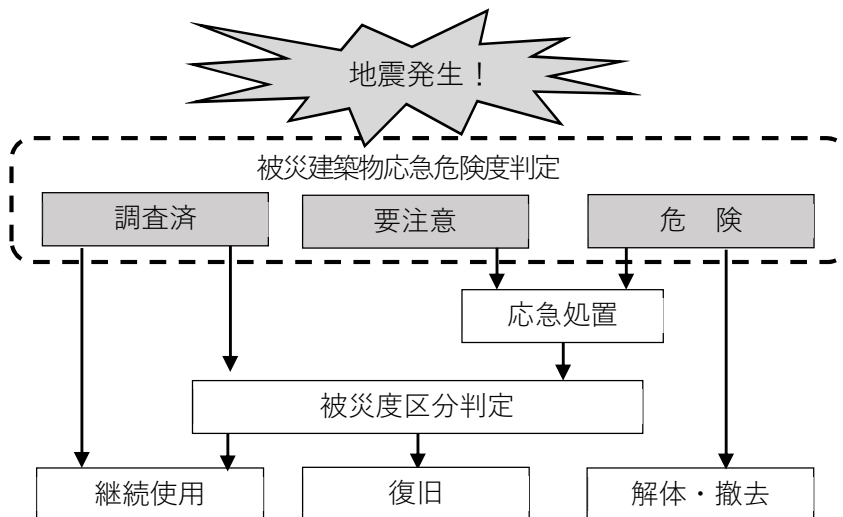 地震発生！
被災建築物応急危険度判定
調査済
要注意
危　険
応急処置
被災度区分判定
継続使用
復旧
解体・撤去